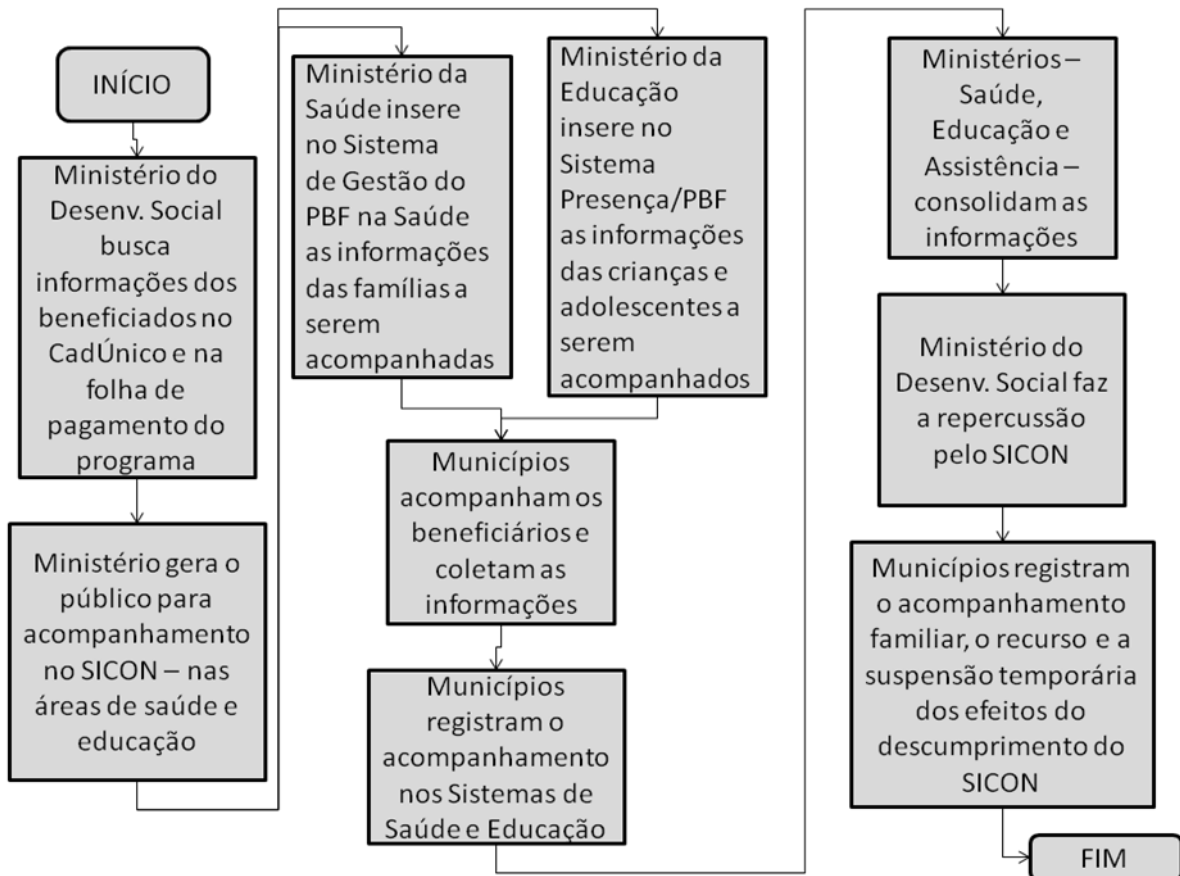 INÍCIO
Ministério do
Desenv. Social
busca
informações dos
beneficiados no
CadÚnico e na
folha de
pagamento do
programa
Ministério gera o
público para
acompanhamento
no SICON – nas
áreas de saúde e
educação
Ministério da
Saúde insere
no Sistema
de Gestão do
PBF na Saúde
as informações
das famílias a
serem
acompanhadas
Ministério da
Educação
insere no
Sistema
Presença/PBF
as informações
das crianças e
adolescentes a
serem
acompanhados
Municípios
acompanham os
beneficiários e
coletam as
informações
Municípios
registram o
acompanhamento
nos Sistemas de
Saúde e Educação
Ministérios –
Saúde,
Educação e
Assistência –
consolidam as
informações
Ministério do
Desenv. Social faz
a repercussão
pelo SICON
Municípios registram
o acompanhamento
familiar, o recurso e a
suspensão temporária
dos efeitos do
descumprimento do
SICON
FIM